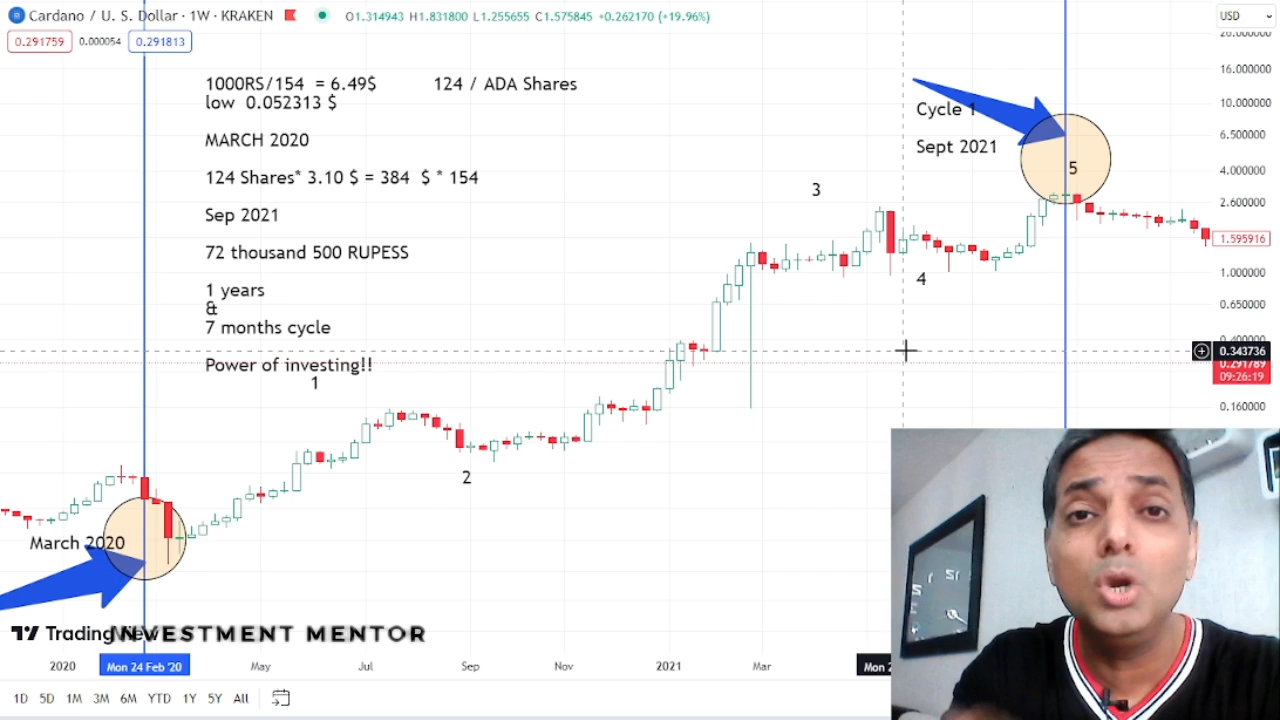 Cardano / U. S. Dollar · 1W · KRAKEN O1.314943 H1.831800 L1.255655 C1.575845 +0.262170 (+19.96%)
USD
0.291759 0.000054 0.291813
16.000000
10.000000
6.500000
4.000000
2.600000
1.595916
1.000000
0.650000
0.343736
0.291789
09:26:19
0.160000
1000RS/154 = 6.49$ 124 / ADA Shares
low 0.052313 $
MARCH 2020
124 Shares* 3.10 $ = 384 $ * 154
Sep 2021
72 thousand 500 RUPESS
1 years
&
7 months cycle
Power of investing!!
Cycle 1
Sept 2021
1
2
3
4
5
March 2020
INVESTMENT MENTOR
2020 Mon 24 Feb '20 May Jul Sep Nov 2021 Mar
1D 5D 1M 3M 6M YTD 1Y 5Y All